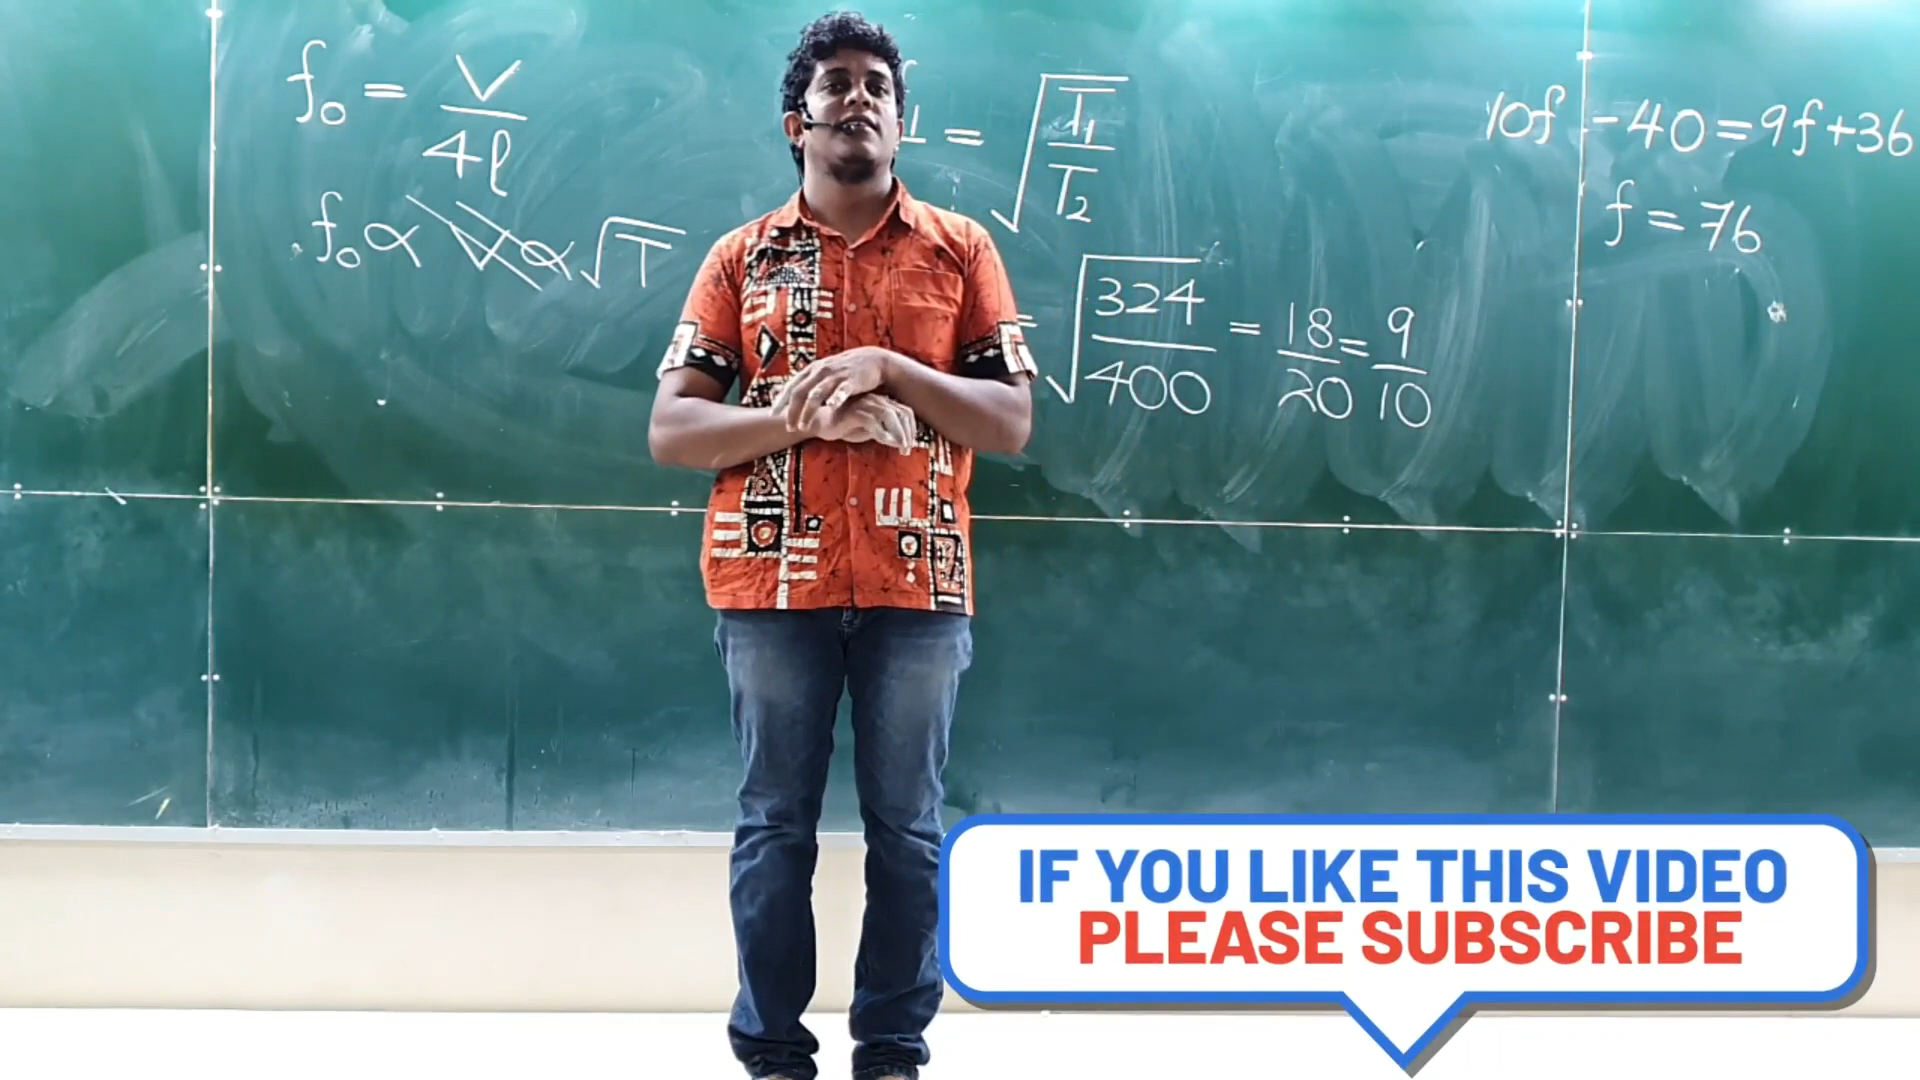 f₀ = V/4l
f₀ ∝ V ∝ √T
1 = √(T₁/T₂)
= √(324/400) = 18/20 = 9/10
10f - 40 = 9f + 36
f = 76
IF YOU LIKE THIS VIDEO
PLEASE SUBSCRIBE